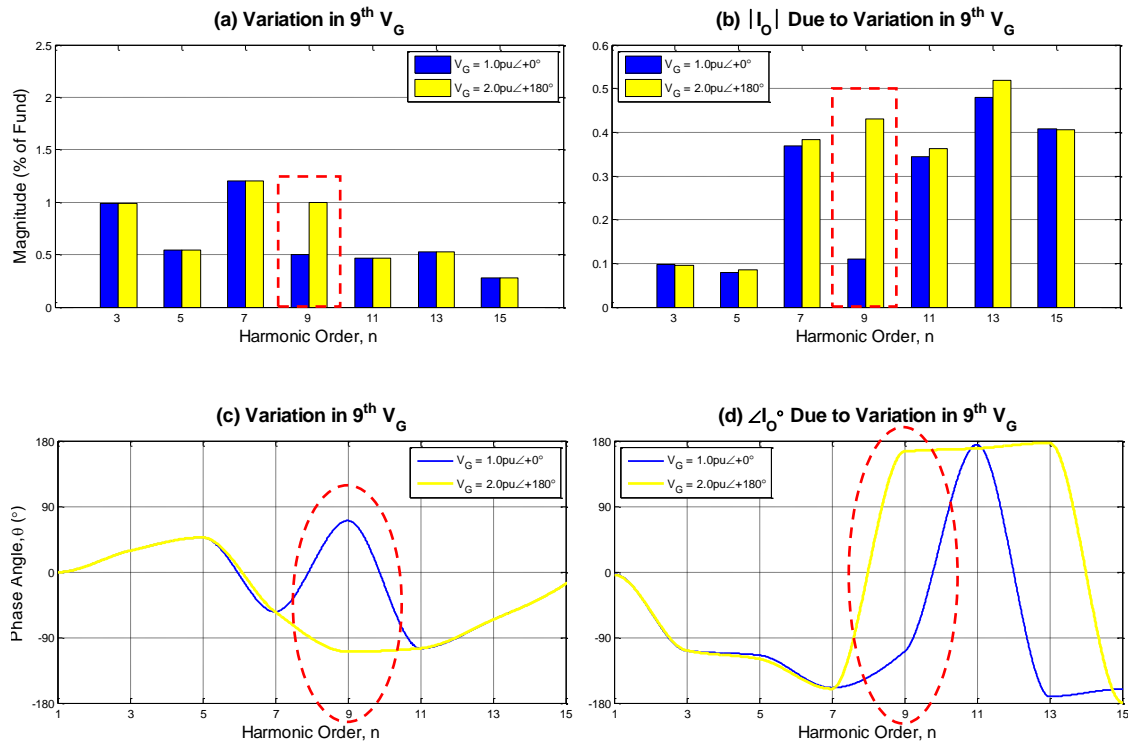 (a) Variation in 9th VG
Magnitude (% of Fund)
2.5
2
1.5
1
0.5
0
VG = 1.0pu∠+0°
VG = 2.0pu∠+180°
3 5 7 9 11 13 15
Harmonic Order, n
(b) |IO| Due to Variation in 9th VG
0.6
0.5
0.4
0.3
0.2
0.1
0
VG = 1.0pu∠+0°
VG = 2.0pu∠+180°
3 5 7 9 11 13 15
Harmonic Order, n
(c) Variation in 9th VG
Phase Angle, θ (°)
180
90
0
-90
-180
VG = 1.0pu∠+0°
VG = 2.0pu∠+180°
1 3 5 7 9 11 13 15
Harmonic Order, n
(d) ∠IO° Due to Variation in 9th VG
180
90
0
-90
-180
VG = 1.0pu∠+0°
VG = 2.0pu∠+180°
1 3 5 7 9 11 13 15
Harmonic Order, n